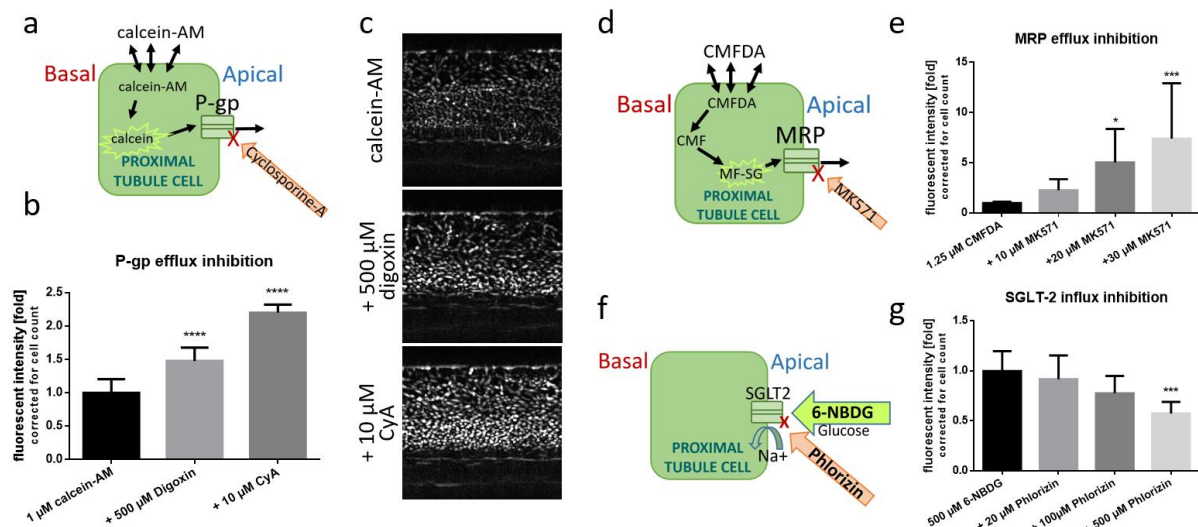 a
calcein-AM
Basal
Apical
calcein-AM
P-gp
calcein
PROXIMAL
TUBULE CELL
Cyclosporine-A
b
P-gp efflux inhibition
fluorescent intensity [fold]
corrected for cell count
2.5
2.0
1.5
1.0
0.5
0.0
****
****
1 µM calcein-AM
+ 500 µM Digoxin
+ 10 µM CyA
c
calcein-AM
+ 500 µM
digoxin
+ 10 µM
CyA
d
CMFDA
Basal
Apical
CMFDA
CMF
MRP
MF-SG
PROXIMAL
TUBULE CELL
MK571
e
MRP efflux inhibition
fluorescent intensity [fold]
corrected for cell count
15
10
5
0
*
***
1.25 µM CMFDA
+ 10 µM MK571
+20 µM MK571
+30 µM MK571
f
Basal
Apical
SGLT2
6-NBDG
Glucose
PROXIMAL
TUBULE CELL
Na+
Phlorizin
g
SGLT-2 influx inhibition
fluorescent intensity [fold]
corrected for cell count
1.5
1.0
0.5
0.0
***
500 µM 6-NBDG
+ 20 µM Phlorizin
100µM Phlorizin
500 µM Phlorizin